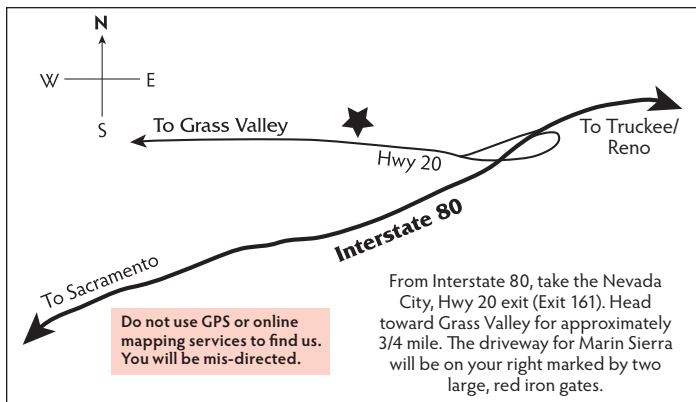 N
W
E
S
To Grass Valley
Hwy 20
To Truckee/
Reno
Interstate 80
To Sacramento
Do not use GPS or online
mapping services to find us.
You will be mis-directed.
From Interstate 80, take the Nevada
City, Hwy 20 exit (Exit 161). Head
toward Grass Valley for approximately
3/4 mile. The driveway for Marin Sierra
will be on your right marked by two
large, red iron gates.